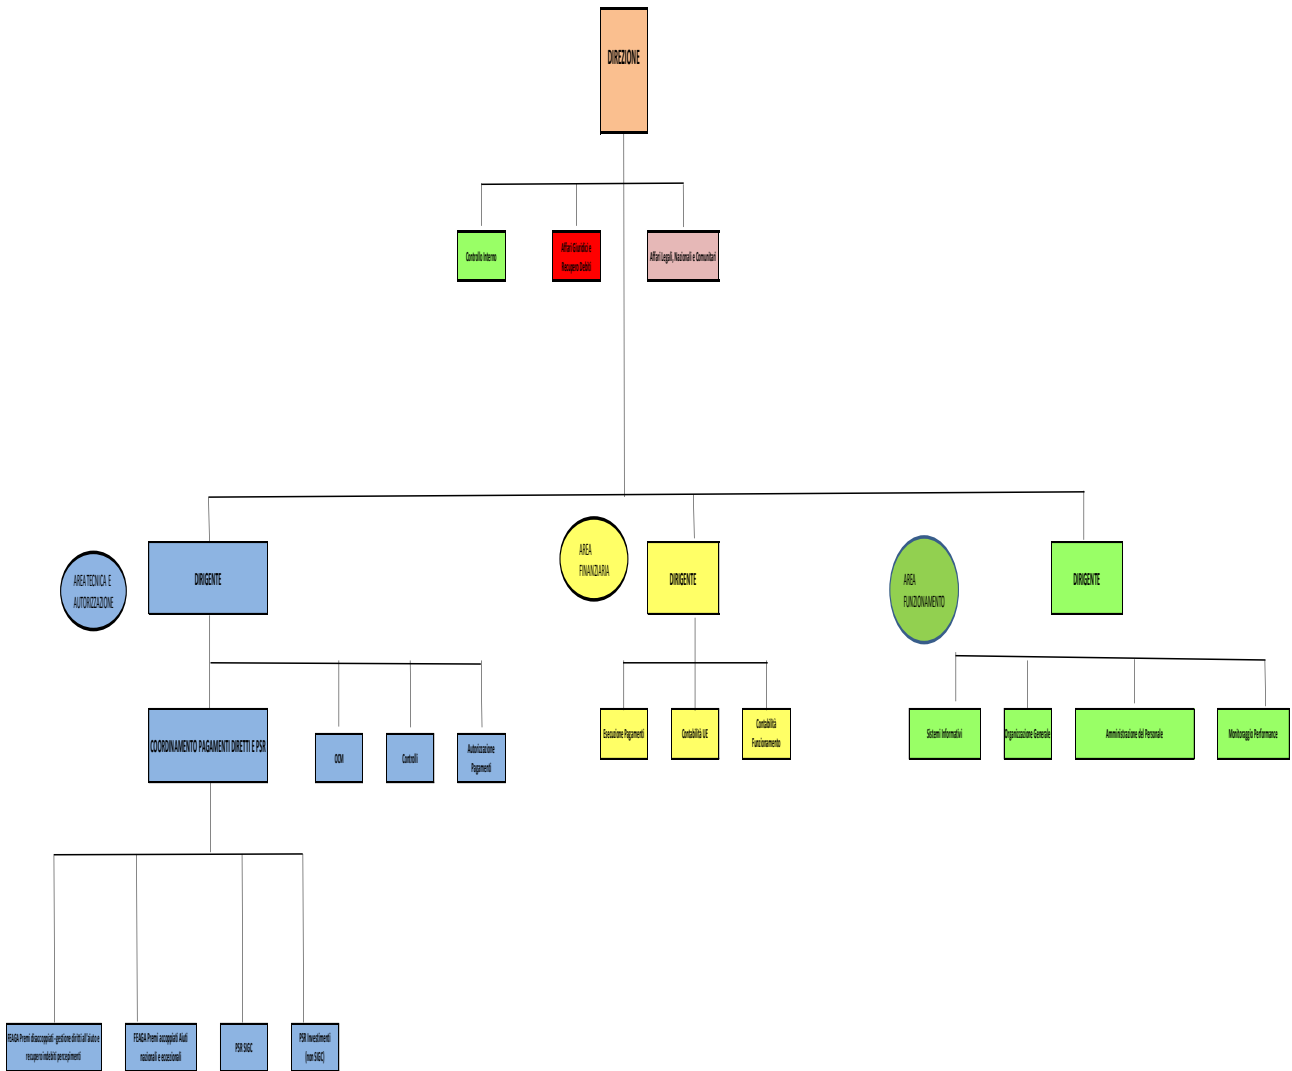 DIREZIONE
Controllo Interno
Affari Giuridici e
Recupero Debiti
Affari Legali, Nazionali e Comunitari
AREA TECNICA E
AUTORIZZAZIONE
DIRIGENTE
AREA
FINANZIARIA
DIRIGENTE
AREA
FUNZIONAMENTO
DIRIGENTE
COORDINAMENTO PAGAMENTI DIRETTI E PSR
OCM
Controlli
Autorizzazione
Pagamenti
Esecuzione Pagamenti
Contabilità UE
Contabilità
Funzionamento
Sistemi Informativi
Organizzazione Generale
Amministrazione del Personale
Monitoraggio Performance
FEAGA Premi disaccoppiati -gestione diritti all'aiuto e
recupero indebiti percepimenti
FEAGA Premi accoppiati Aiuti
nazionali e eccezionali
PSR SIGC
PSR Investimenti
(non SIGC)